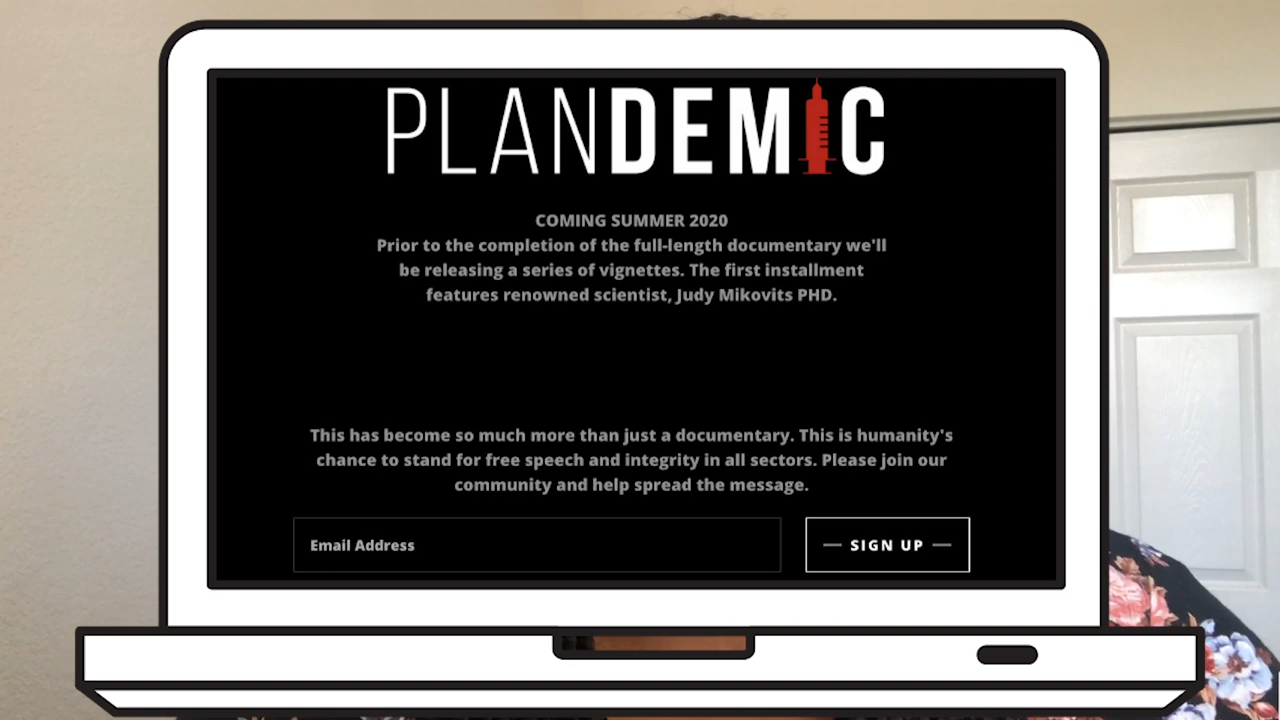 PLANDEMIC
COMING SUMMER 2020
Prior to the completion of the full-length documentary we'll
be releasing a series of vignettes. The first installment
features renowned scientist, Judy Mikovits PHD.
This has become so much more than just a documentary. This is humanity's
chance to stand for free speech and integrity in all sectors. Please join our
community and help spread the message.
Email Address
SIGN UP